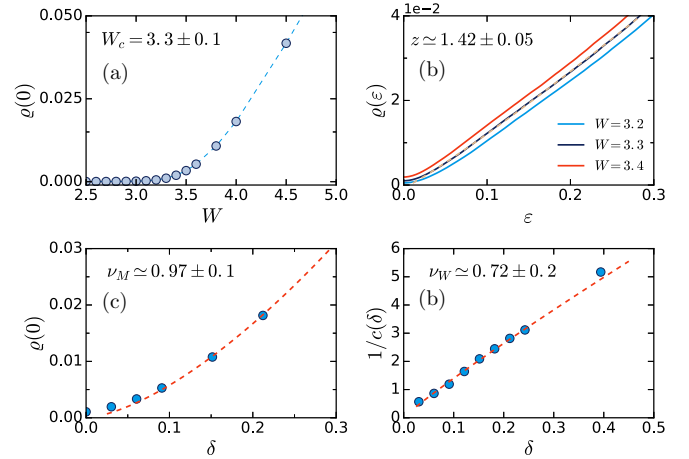 W_c = 3.3 ± 0.1
(a)
ϱ(0)
0.050
0.025
0.000
2.5 3.0 3.5 4.0 4.5 5.0
W
1e−2
z ≃ 1.42 ± 0.05
(b)
ϱ(ε)
4
2
0
W = 3.2
W = 3.3
W = 3.4
0.0 0.1 0.2 0.3
ε
ν_M ≃ 0.97 ± 0.1
(c)
ϱ(0)
0.03
0.02
0.01
0.00
0.0 0.1 0.2 0.3
δ
ν_W ≃ 0.72 ± 0.2
(b)
1/c(δ)
6
5
4
3
2
1
0
0.0 0.1 0.2 0.3 0.4 0.5
δ